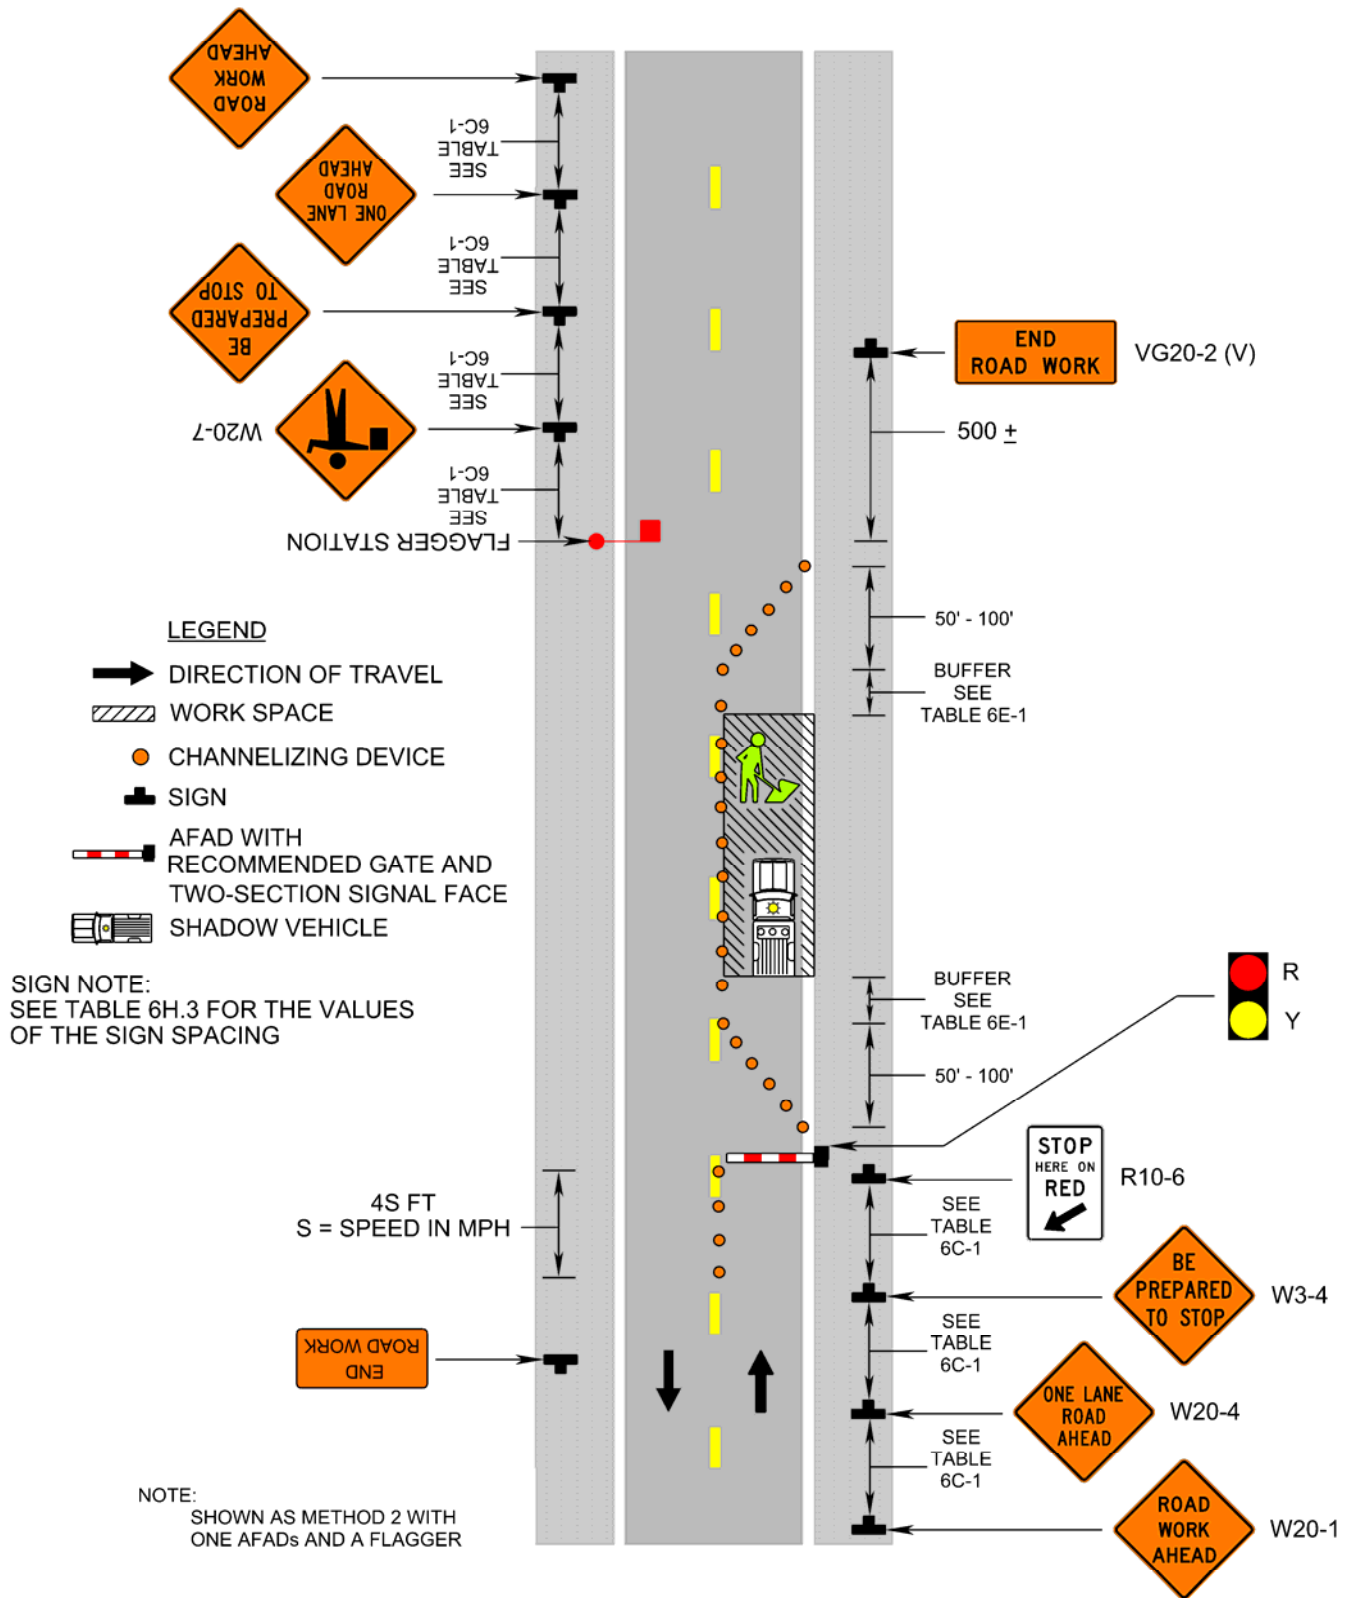 ROAD
WORK
AHEAD
SEE
TABLE
6C-1
ONE LANE
ROAD
AHEAD
SEE
TABLE
6C-1
BE
PREPARED
TO STOP
SEE
TABLE
6C-1
W20-7
SEE
TABLE
6C-1
FLAGGER STATION
END
ROAD WORK
VG20-2 (V)
500 ±
50' - 100'
BUFFER
SEE
TABLE 6E-1
LEGEND
DIRECTION OF TRAVEL
WORK SPACE
CHANNELIZING DEVICE
SIGN
AFAD WITH
RECOMMENDED GATE AND
TWO-SECTION SIGNAL FACE
SHADOW VEHICLE
SIGN NOTE:
SEE TABLE 6H.3 FOR THE VALUES
OF THE SIGN SPACING
BUFFER
SEE
TABLE 6E-1
50' - 100'
R
Y
STOP
HERE ON
RED
R10-6
4S FT
S = SPEED IN MPH
SEE
TABLE
6C-1
BE
PREPARED
TO STOP
W3-4
SEE
TABLE
6C-1
END
ROAD WORK
ONE LANE
ROAD
AHEAD
W20-4
SEE
TABLE
6C-1
ROAD
WORK
AHEAD
W20-1
NOTE:
SHOWN AS METHOD 2 WITH
ONE AFADs AND A FLAGGER